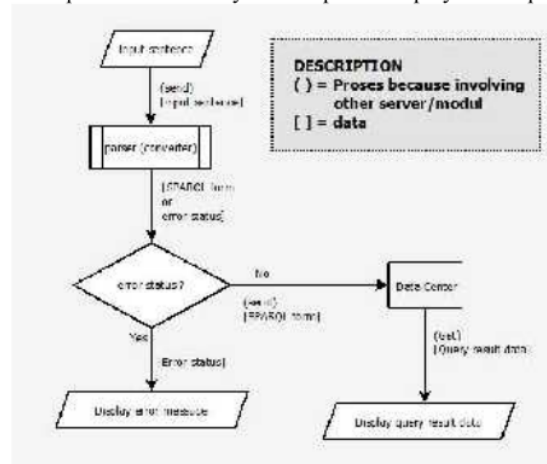 Input sentence
(send)
[Input sentence]
parser (converter)
[SPARQL form
or
error status]
error status?
No
(send)
[SPARQL form]
Data Center
Yes
Error status]
(Get)
[Query result data]
Display error message
Display query result data
DESCRIPTION
( ) = Proses because involving
other server/modul
[ ] = data